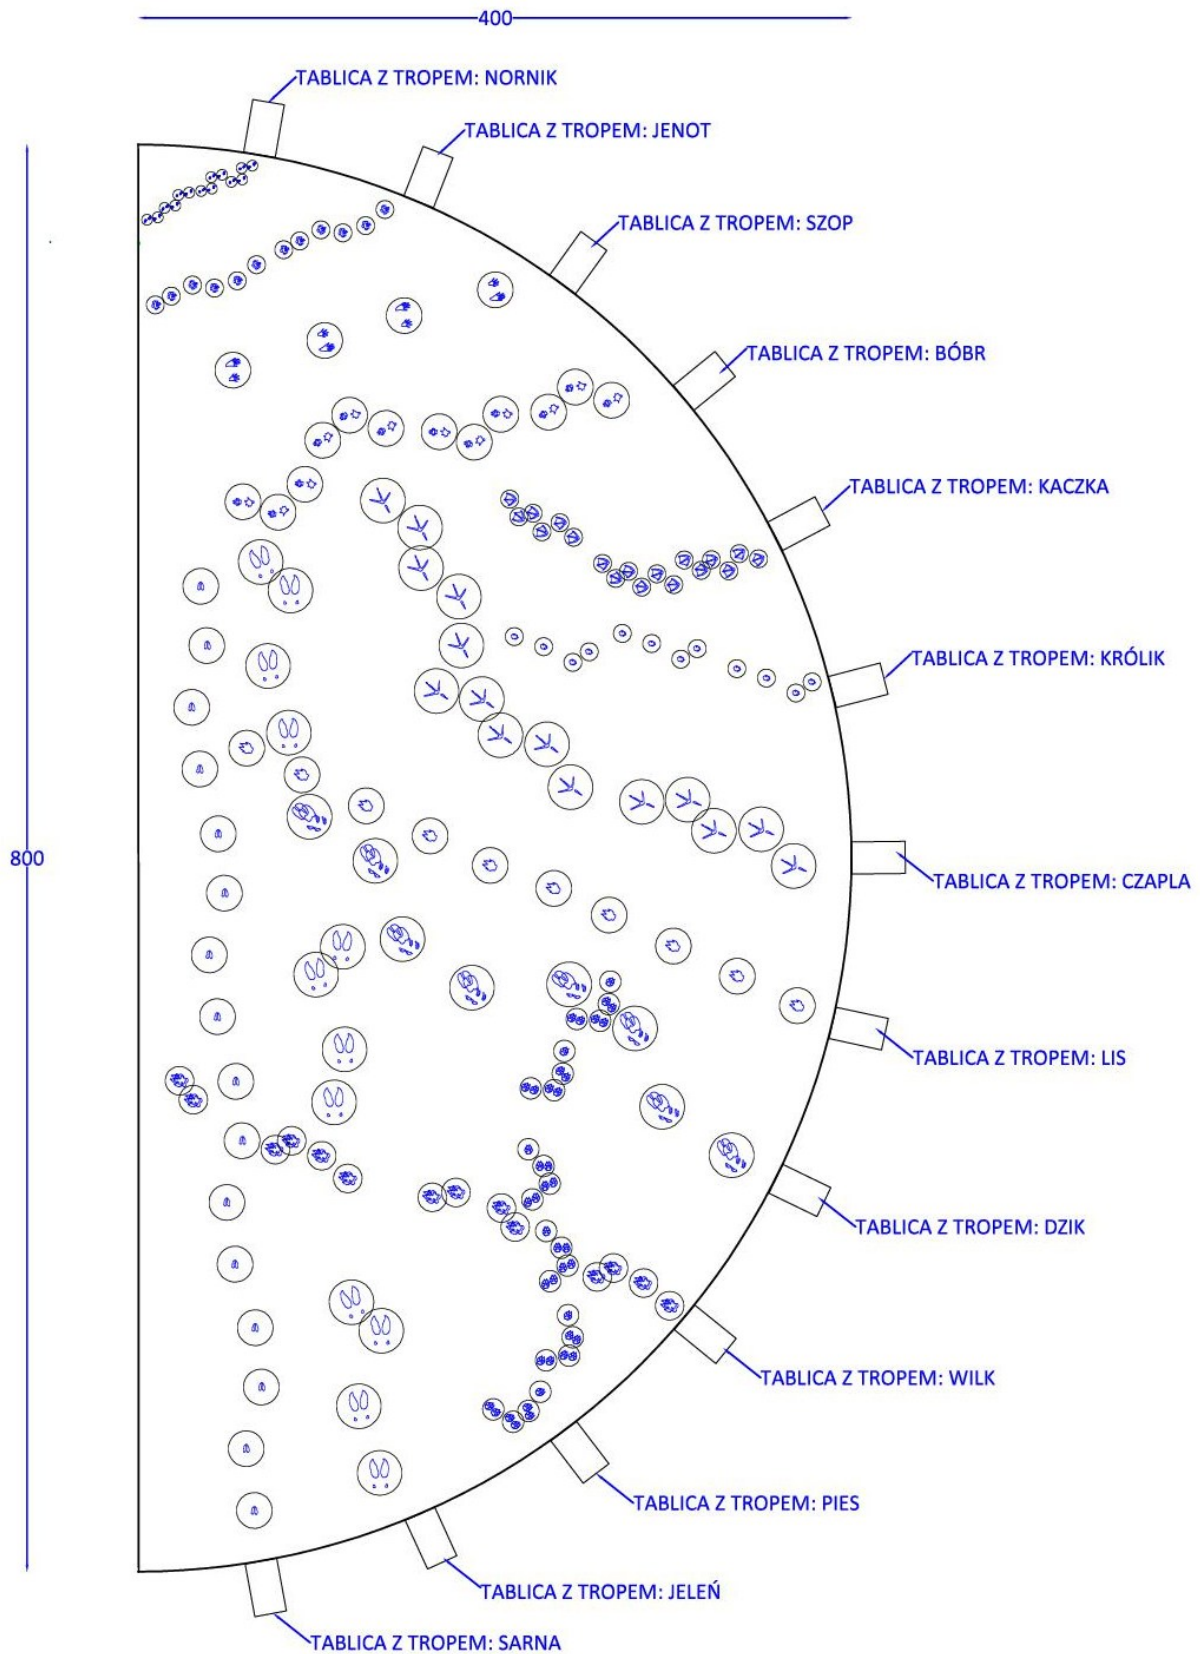 400
TABLICA Z TROPEM: NORNIK
TABLICA Z TROPEM: JENOT
TABLICA Z TROPEM: SZOP
TABLICA Z TROPEM: BÓBR
TABLICA Z TROPEM: KACZKA
TABLICA Z TROPEM: KRÓLIK
800
TABLICA Z TROPEM: CZAPLA
TABLICA Z TROPEM: LIS
TABLICA Z TROPEM: DZIK
TABLICA Z TROPEM: WILK
TABLICA Z TROPEM: PIES
TABLICA Z TROPEM: JELEŃ
TABLICA Z TROPEM: SARNA